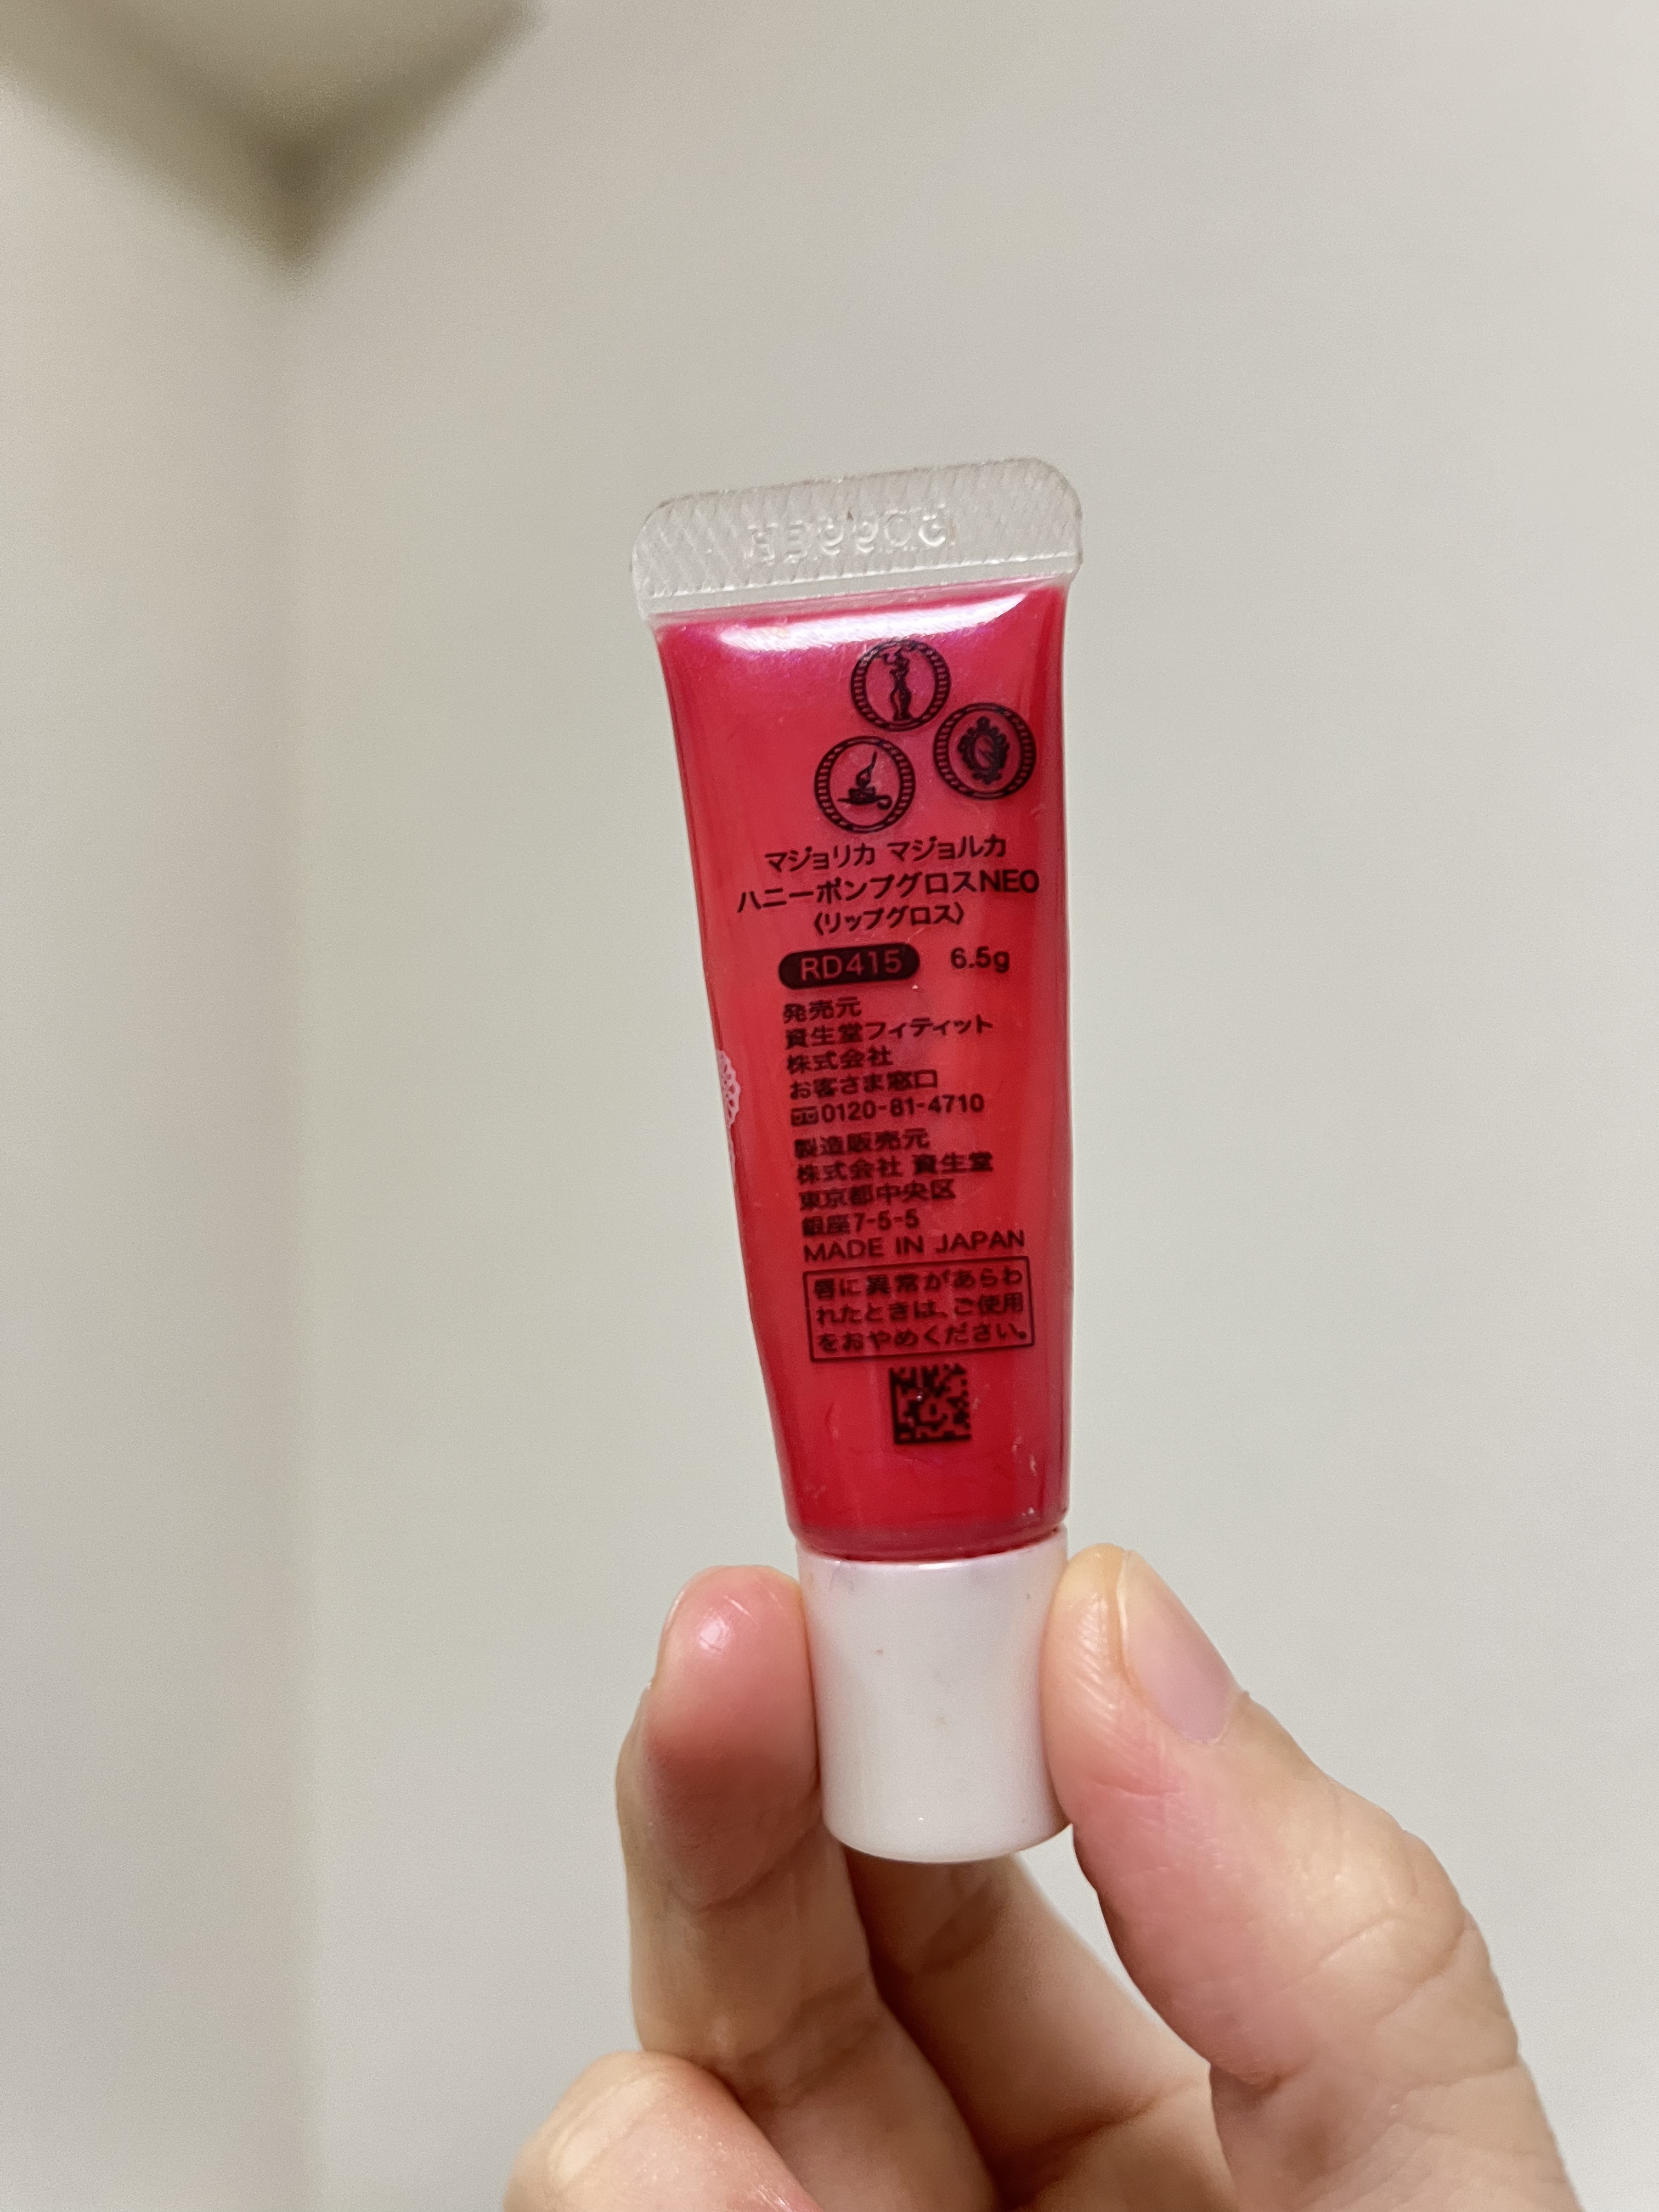 マジョリカ マジョルカ
ハニーポンプグロスNEO
〈リップグロス〉
RD415 6.5g
発売元
資生堂フィティット
株式会社
お客さま窓口
0120-81-4710
製造販売元
株式会社 資生堂
東京都中央区
銀座7-5-5
MADE IN JAPAN
唇に異常があらわ
れたときは、ご使用
をおやめください。